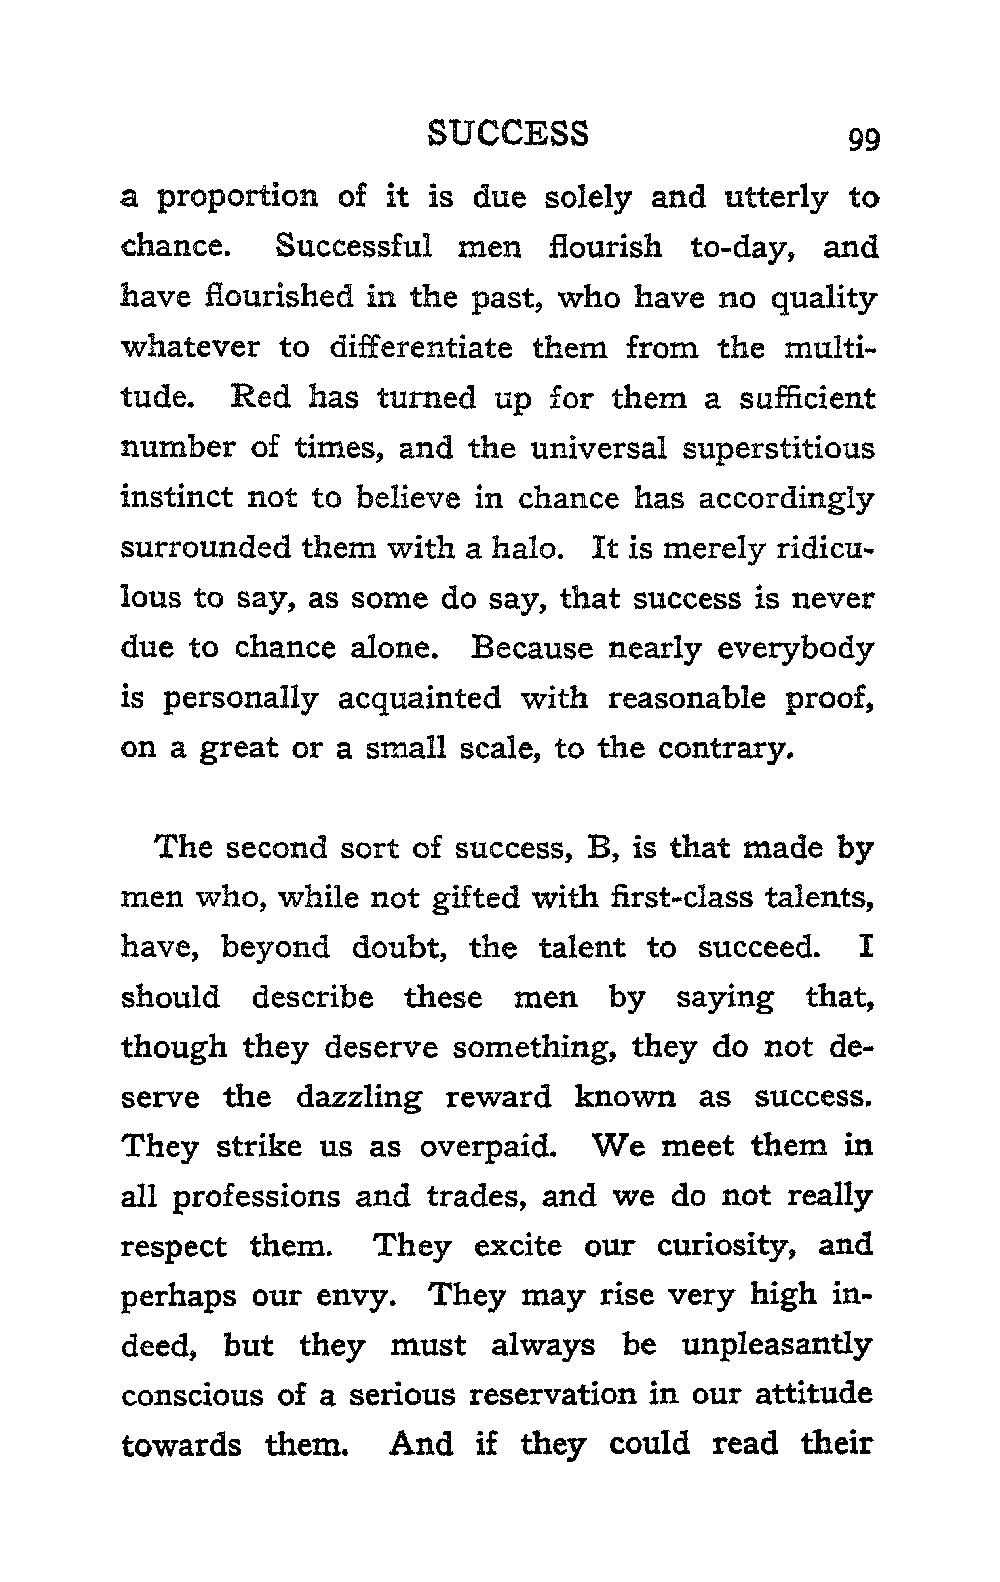 SUCCESS 99
a proportion of it is due solely and utterly to
chance. Successful men flourish to-day, and
have flourished in the past, who have no quality
whatever to differentiate them from the multi-
tude. Red has turned up for them a sufficient
number of times, and the universal superstitious
instinct not to believe in chance has accordingly
surrounded them with a halo. It is merely ridicu-
lous to say, as some do say, that success is never
due to chance alone. Because nearly everybody
is personally acquainted with reasonable proof,
on a great or a small scale, to the contrary.
The second sort of success, B, is that made by
men who, while not gifted with first-class talents,
have, beyond doubt, the talent to succeed. I
should describe these men by saying that,
though they deserve something, they do not de-
serve the dazzling reward known as success.
They strike us as overpaid. We meet them in
all professions and trades, and we do not really
respect them. They excite our curiosity, and
perhaps our envy. They may rise very high in-
deed, but they must always be unpleasantly
conscious of a serious reservation in our attitude
towards them. And if they could read their